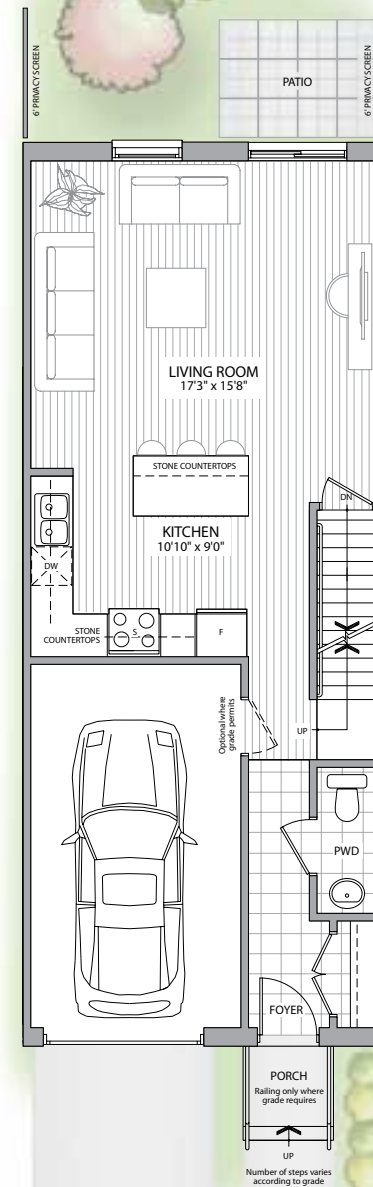 6' PRIVACY SCREEN
PATIO
6' PRIVACY SCREEN
LIVING ROOM
17'3" x 15'8"
STONE COUNTERTOPS
DN
KITCHEN
10'10" x 9'0"
DW
STONE
COUNTERTOPS
S
F
Optional where
grade permits
UP
PWD
FOYER
PORCH
Railing only where
grade requires
UP
Number of steps varies
according to grade